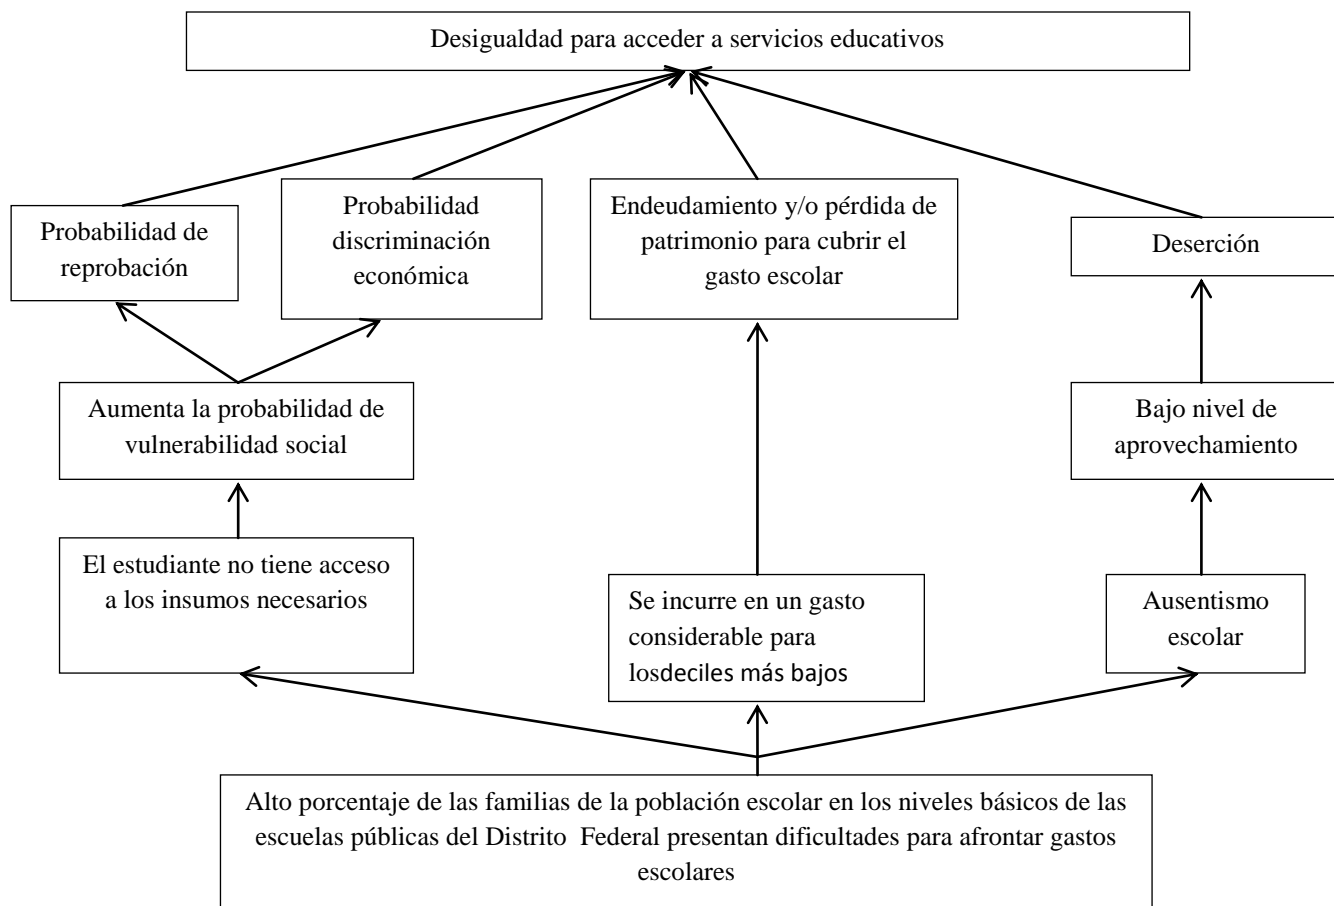 Desigualdad para acceder a servicios educativos
Probabilidad de
reprobación
Probabilidad
discriminación
económica
Endeudamiento y/o pérdida de
patrimonio para cubrir el
gasto escolar
Deserción
Aumenta la probabilidad de
vulnerabilidad social
Bajo nivel de
aprovechamiento
El estudiante no tiene acceso
a los insumos necesarios
Se incurre en un gasto
considerable para
losdeciles más bajos
Ausentismo
escolar
Alto porcentaje de las familias de la población escolar en los niveles básicos de las
escuelas públicas del Distrito Federal presentan dificultades para afrontar gastos
escolares